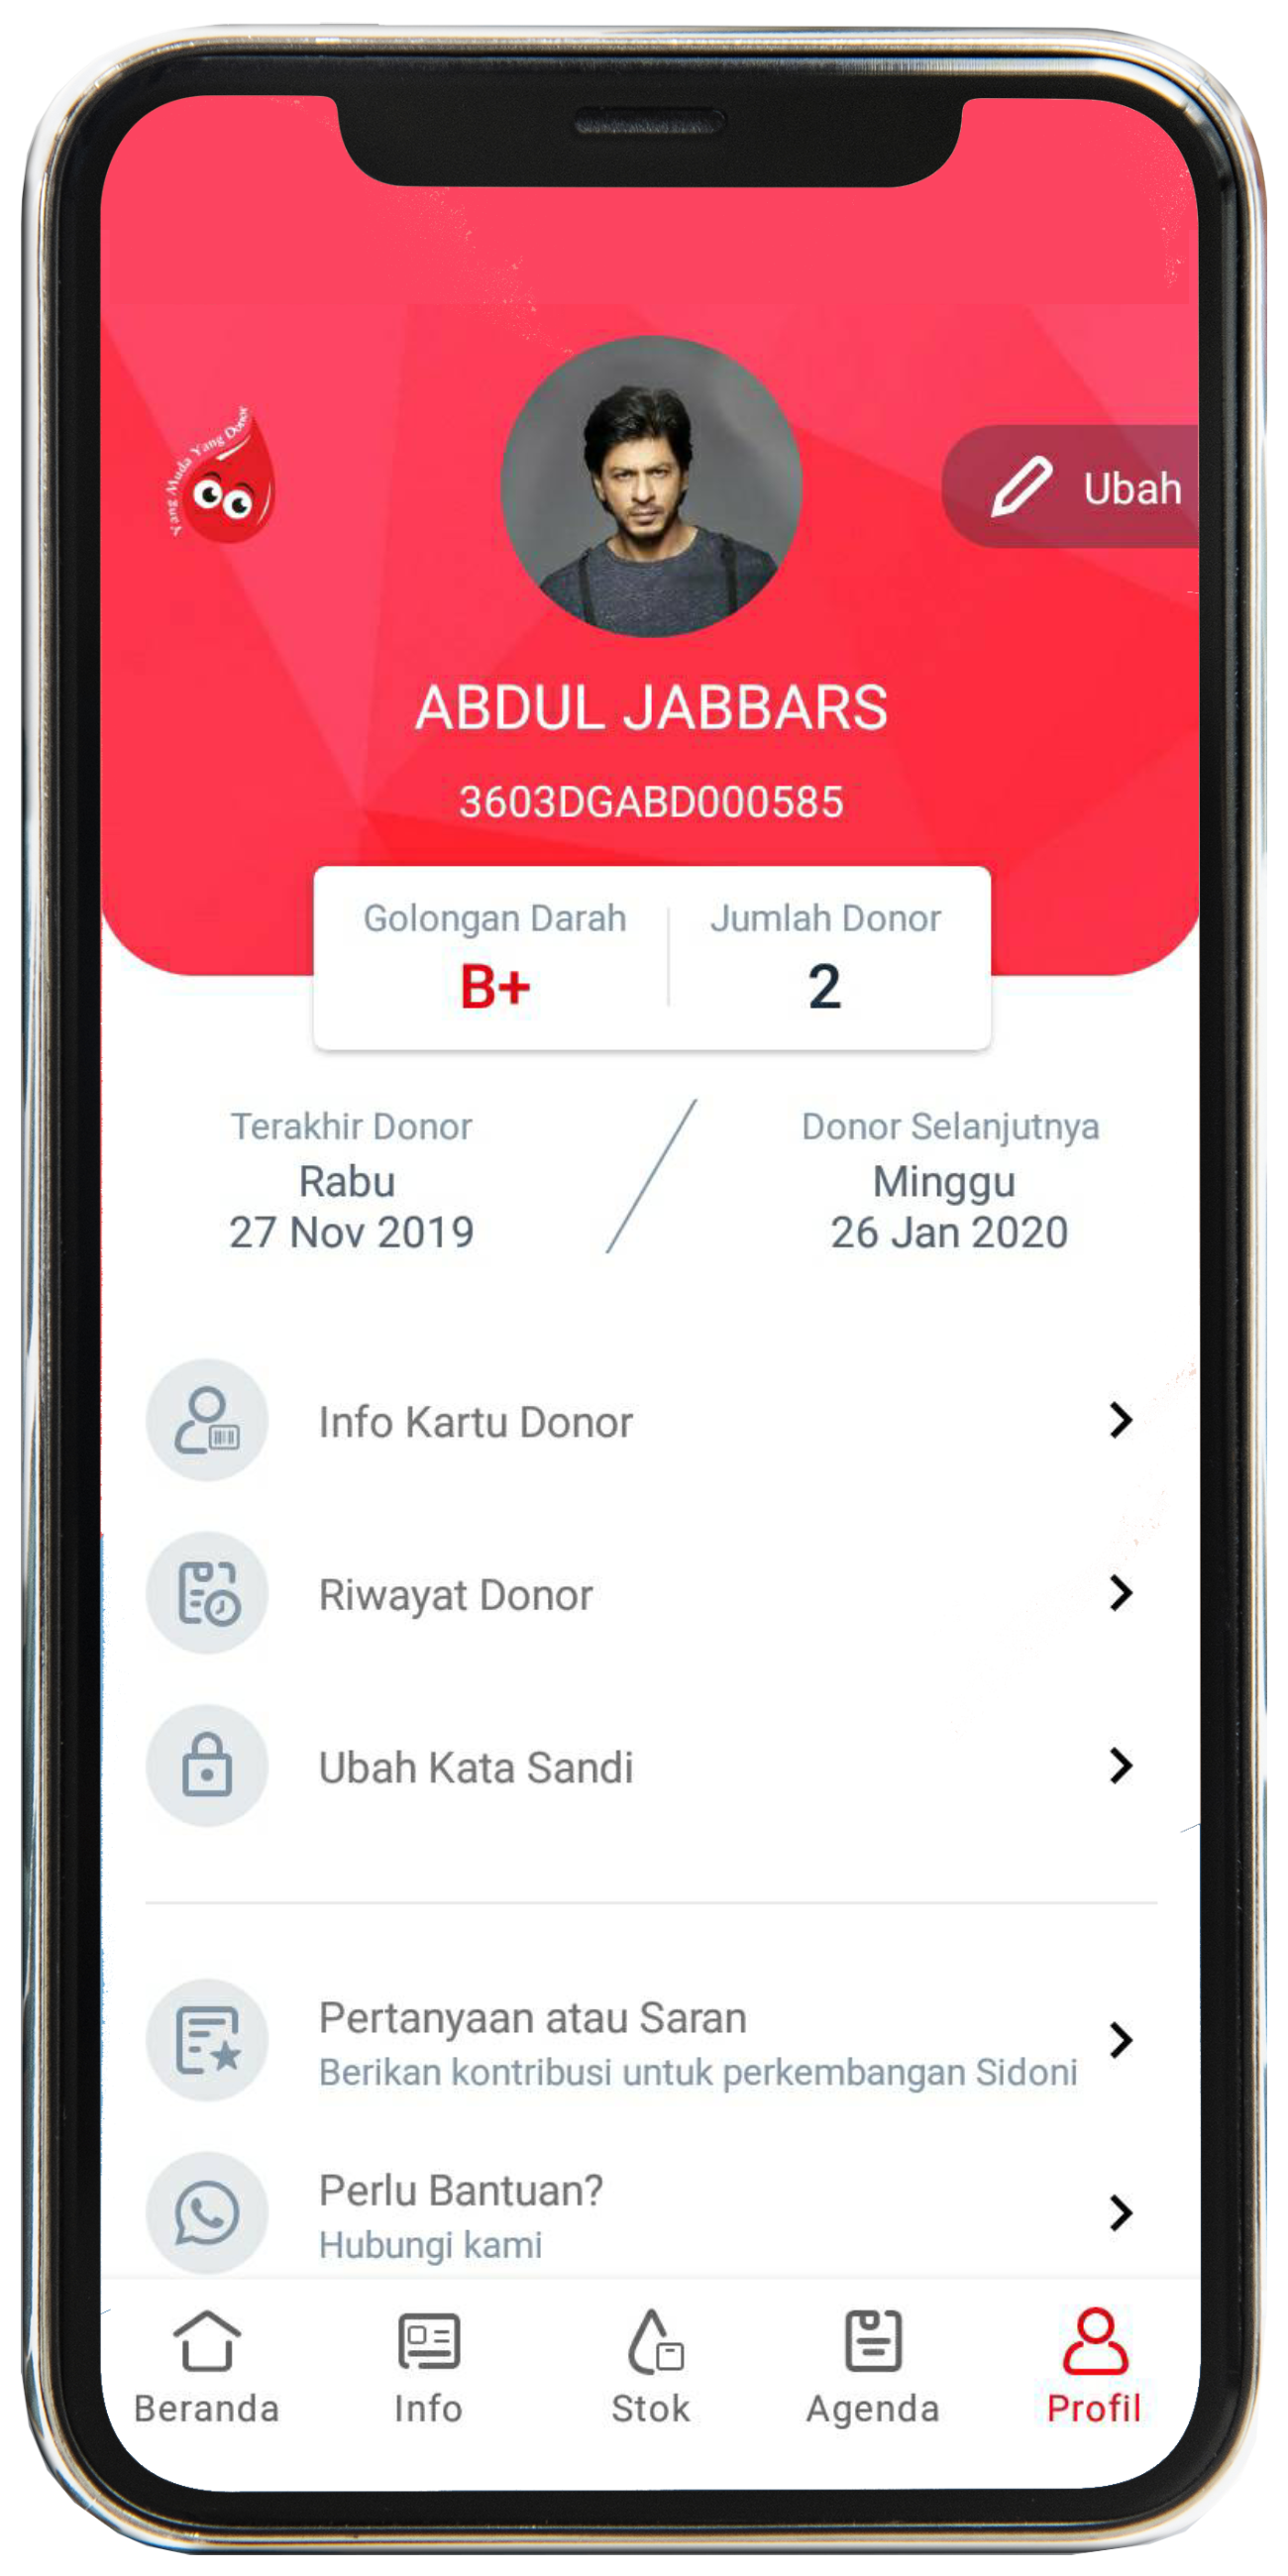 Yang Muda Yang Donor
Ubah
ABDUL JABBARS
3603DGABD000585
Golongan Darah
B+
Jumlah Donor
2
Terakhir Donor
Rabu
27 Nov 2019
Donor Selanjutnya
Minggu
26 Jan 2020
Info Kartu Donor
Riwayat Donor
Ubah Kata Sandi
Pertanyaan atau Saran
Berikan kontribusi untuk perkembangan Sidoni
Perlu Bantuan?
Hubungi kami
Beranda
Info
Stok
Agenda
Profil